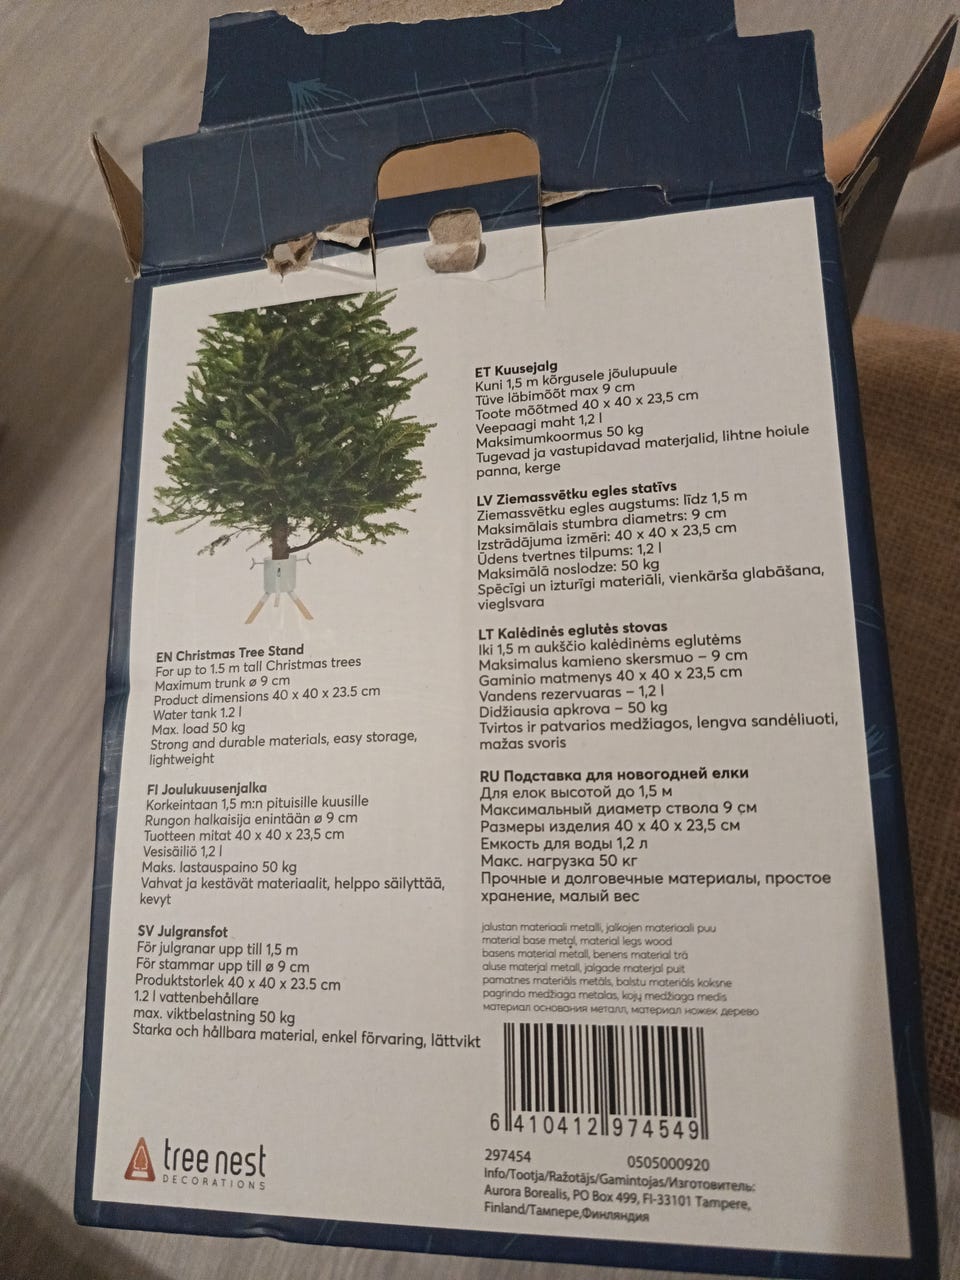 EN Christmas Tree Stand
For up to 1.5 m tall Christmas trees
Maximum trunk ø 9 cm
Product dimensions 40 x 40 x 23.5 cm
Water tank 1.2 l
Max. load 50 kg
Strong and durable materials, easy storage,
lightweight
FI Joulukuusenjalka
Korkeintaan 1,5 m:n pituisille kuusille
Rungon halkaisija enintään ø 9 cm
Tuotteen mitat 40 x 40 x 23,5 cm
Vesisäiliö 1,2 l
Maks. lastauspaino 50 kg
Vahvat ja kestävät materiaalit, helppo säilyttää,
kevyt
SV Julgransfot
För julgranar upp till 1,5 m
För stammar upp till ø 9 cm
Produktstorlek 40 x 40 x 23.5 cm
1.2 l vattenbehållare
max. viktbelastning 50 kg
Starka och hållbara material, enkel förvaring, lättvikt
tree nest
DECORATIONS
ET Kuusejalg
Kuni 1,5 m kõrgusele jõulupuule
Tüve läbimõõt max 9 cm
Toote mõõtmed 40 x 40 x 23,5 cm
Veepaagi maht 1,2 l
Maksimumkoormus 50 kg
Tugevad ja vastupidavad materjalid, lihtne hoiule
panna, kerge
LV Ziemassvētku egles statīvs
Ziemassvētku egles augstums: līdz 1,5 m
Maksimālais stumbra diametrs: 9 cm
Izstrādājuma izmēri: 40 x 40 x 23,5 cm
Ūdens tvertnes tilpums: 1,2 l
Maksimālā noslodze: 50 kg
Spēcīgi un izturīgi materiāli, vienkārša glabāšana,
vieglsvara
LT Kalėdinės eglutės stovas
Iki 1,5 m aukščio kalėdinėms eglutėms
Maksimalus kamieno skersmuo – 9 cm
Gaminio matmenys 40 x 40 x 23,5 cm
Vandens rezervuaras – 1,2 l
Didžiausia apkrova – 50 kg
Tvirtos ir patvarios medžiagos, lengva sandėliuoti,
mažas svoris
RU Подставка для новогодней елки
Для елок высотой до 1,5 м
Максимальный диаметр ствола 9 см
Размеры изделия 40 x 40 x 23,5 см
Емкость для воды 1,2 л
Макс. нагрузка 50 кг
Прочные и долговечные материалы, простое
хранение, малый вес
jalustan materiaali metalli, jalkojen materiaali puu
material base metal, material legs wood
basens material metall, benens material trä
aluse materjal metall, jalgade materjal puit
pamatnes materiāls metāls, balstu materiāls koksne
pagrindo medžiaga metalas, kojų medžiaga medis
материал основания металл, материал ножек дерево
6 410412 974549
297454 0505000920
Info/Tootja/Ražotājs/Gamintojas/Изготовитель:
Aurora Borealis, PO Box 499, FI-33101 Tampere,
Finland/Тампере,Финляндия